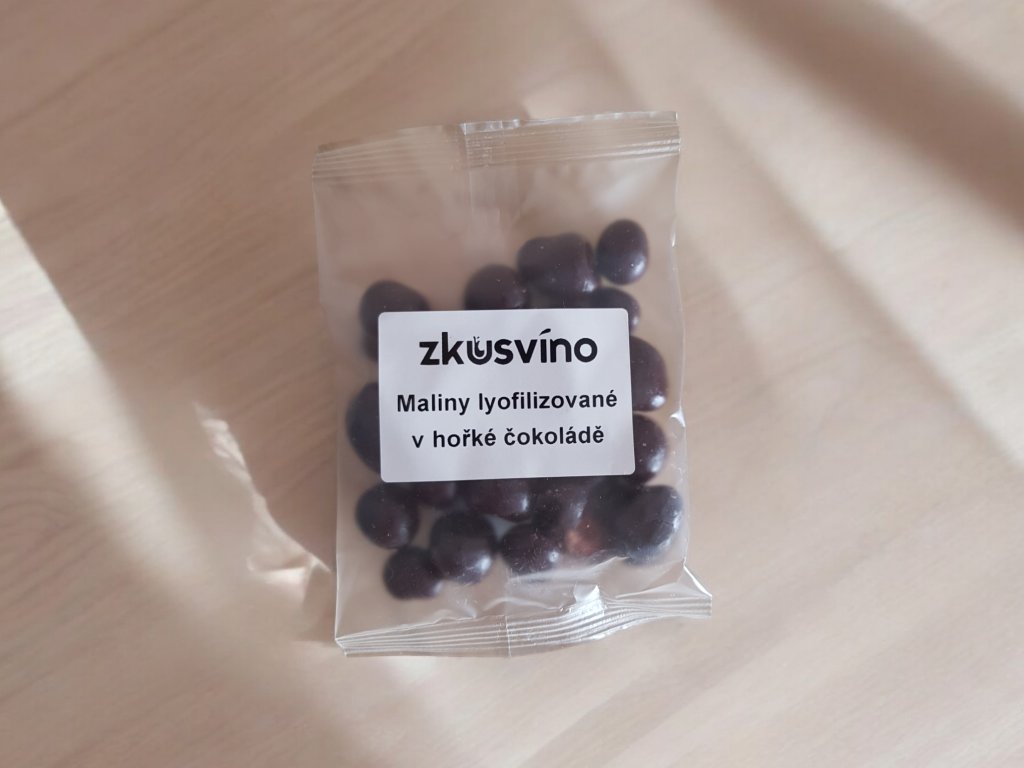 zkusvíno
Maliny lyofilizované
v hořké čokoládě